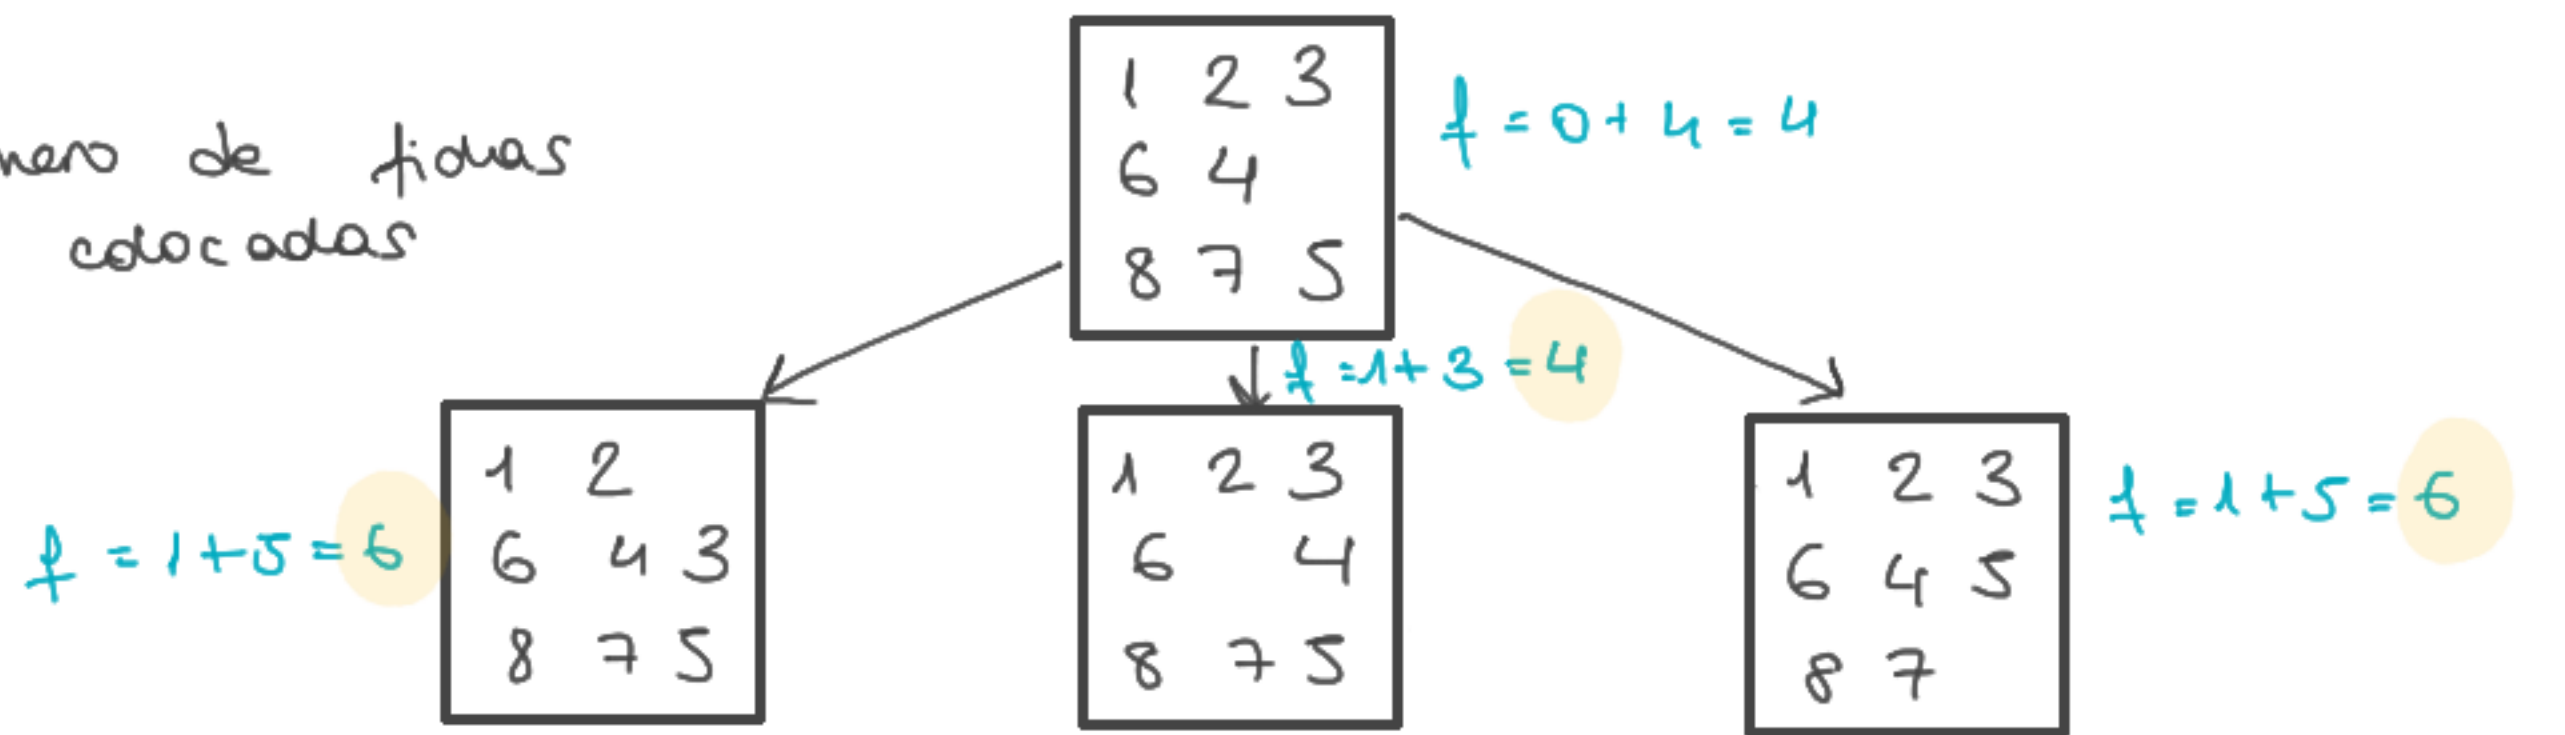 de fichas
colocadas
1 2 3
6 4
8 7 5
f = 0 + 4 = 4
f = 1 + 3 = 4
f = 1 + 5 = 6
1 2
6 4 3
8 7 5
1 2 3
6 4
8 7 5
1 2 3
6 4 5
8 7
f = 1 + 5 = 6